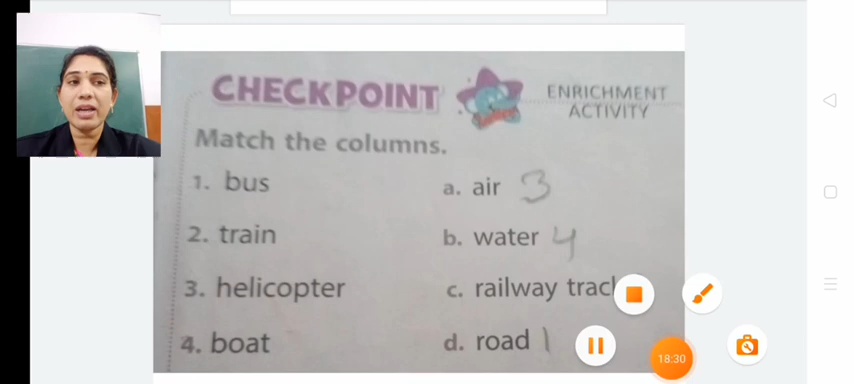 CHECKPOINT
ENRICHMENT
ACTIVITY
Match the columns.
1. bus
a. air 3
2. train
b. water 4
3. helicopter
c. railway trac
4. boat
d. road 1
18:30